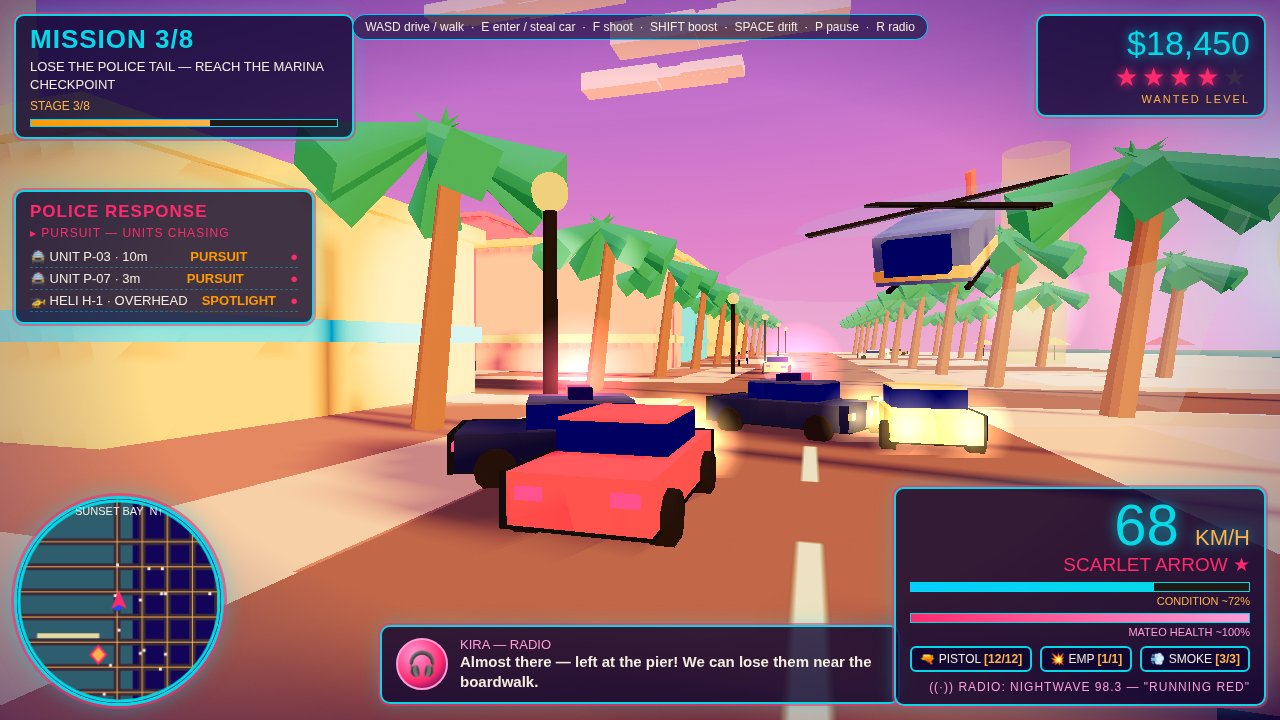 MISSION 3/8
LOSE THE POLICE TAIL — REACH THE MARINA
CHECKPOINT
STAGE 3/8
WASD drive / walk · E enter / steal car · F shoot · SHIFT boost · SPACE drift · P pause · R radio
$18,450
★★★★★
WANTED LEVEL
POLICE RESPONSE
▸ PURSUIT — UNITS CHASING
UNIT P-03 · 10m PURSUIT ●
UNIT P-07 · 3m PURSUIT ●
HELI H-1 · OVERHEAD SPOTLIGHT ●
SUNSET BAY N↑
KIRA — RADIO
Almost there — left at the pier! We can lose them near the
boardwalk.
68 KM/H
SCARLET ARROW ★
CONDITION ~72%
MATEO HEALTH ~100%
PISTOL [12/12] EMP [1/1] SMOKE [3/3]
((·)) RADIO: NIGHTWAVE 98.3 — "RUNNING RED"